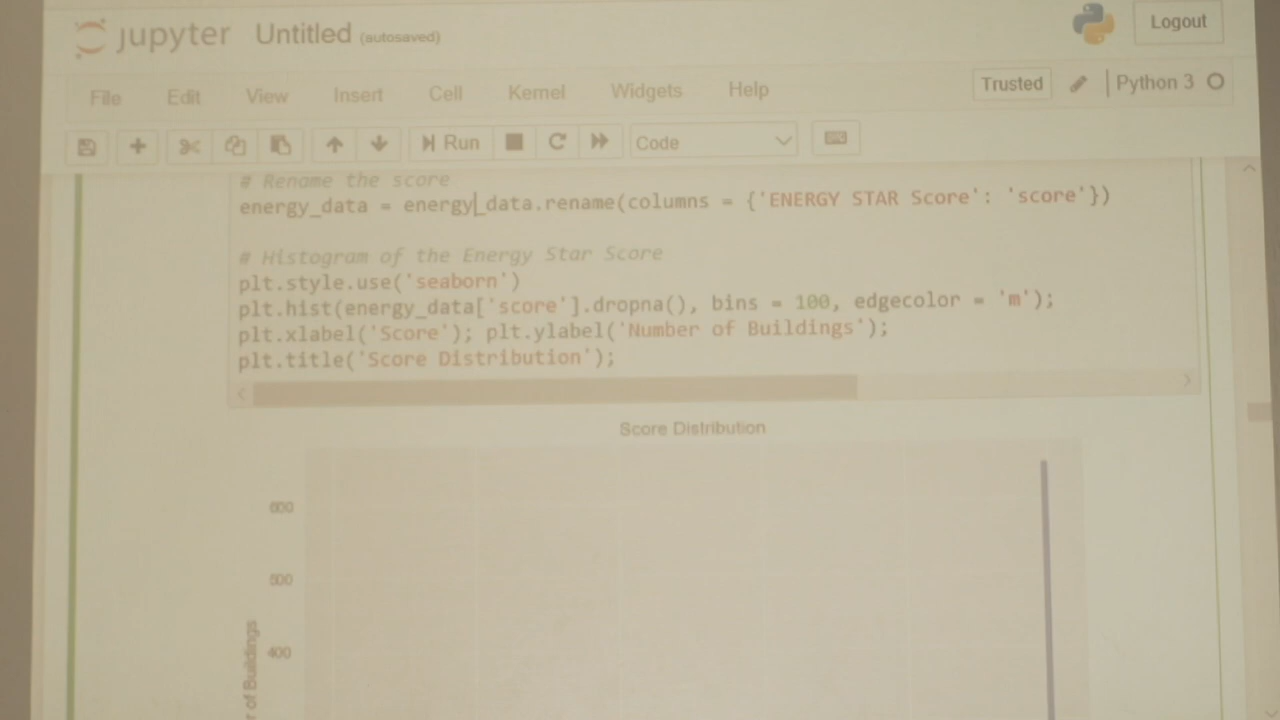 jupyter Untitled (autosaved)
Logout
File Edit View Insert Cell Kernel Widgets Help
Trusted Python 3
Run Code
# Rename the score
energy_data = energy_data.rename(columns = {'ENERGY STAR Score': 'score'})
# Histogram of the Energy Star Score
plt.style.use('seaborn')
plt.hist(energy_data['score'].dropna(), bins = 100, edgecolor = 'm');
plt.xlabel('Score'); plt.ylabel('Number of Buildings');
plt.title('Score Distribution');
Score Distribution
600
500
400
r of Buildings